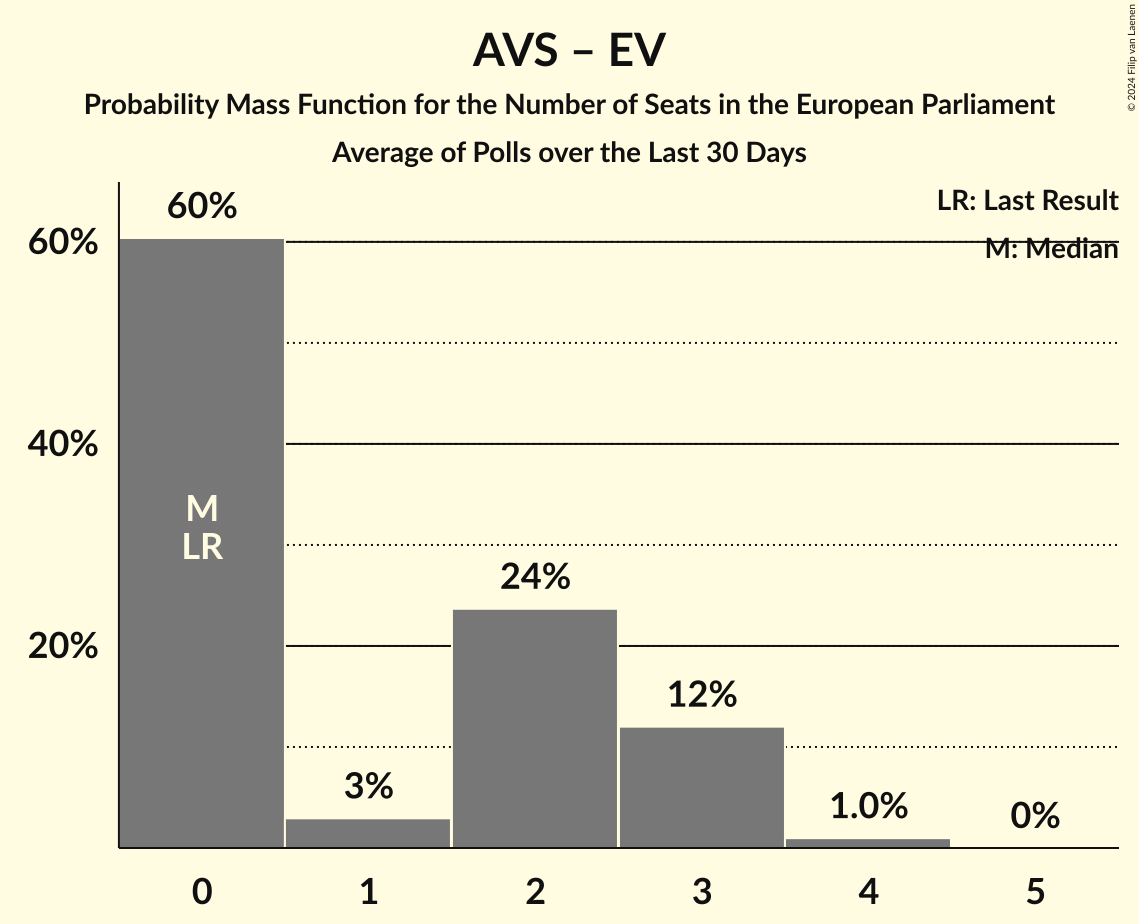 AVS – EV
Probability Mass Function for the Number of Seats in the European Parliament
Average of Polls over the Last 30 Days
© 2024 Filip van Laenen
LR: Last Result
M: Median
60%
40%
20%
60%
3%
24%
12%
1.0%
0%
M
LR
0
1
2
3
4
5